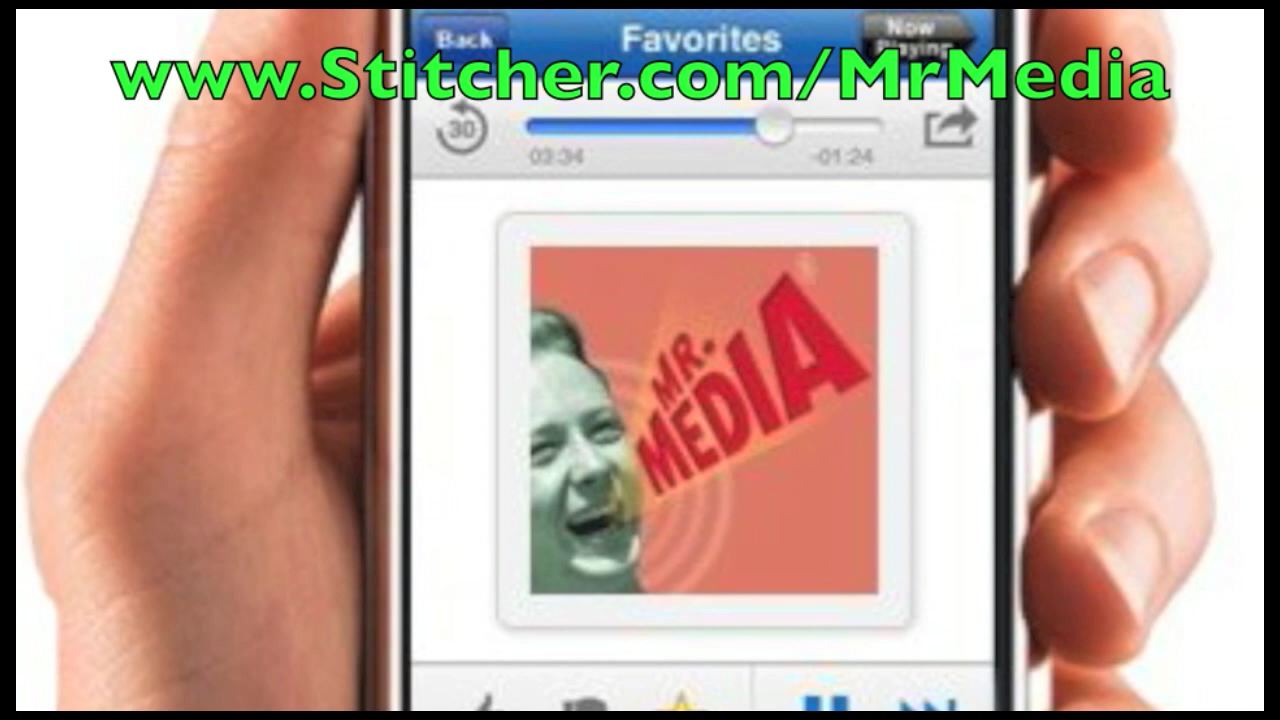 Back
Favorites
Now
Playing
www.Stitcher.com/MrMedia
30
03:34
-01:24
MR.
MEDIA
®